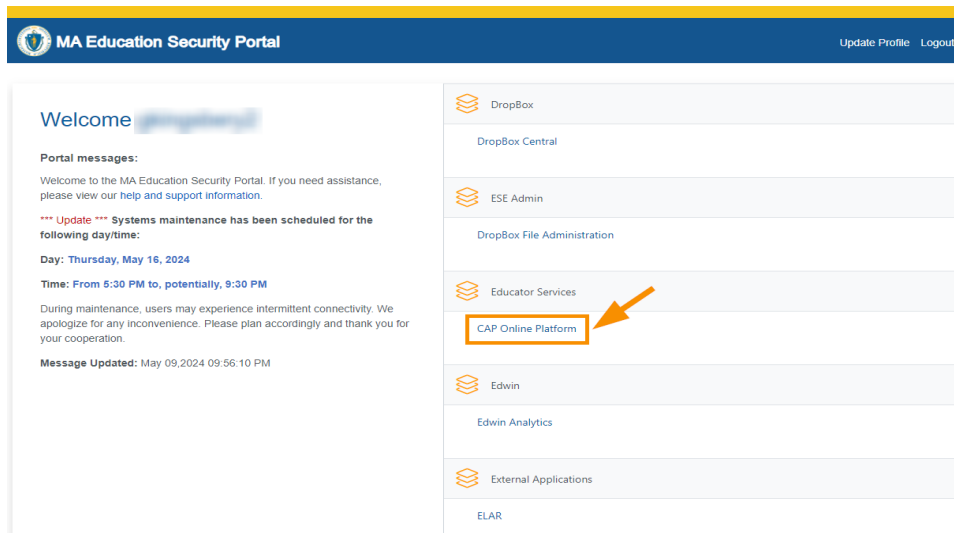 MA Education Security Portal
Update Profile Logout
Welcome
Portal messages:
Welcome to the MA Education Security Portal. If you need assistance,
please view our help and support information.
*** Update *** Systems maintenance has been scheduled for the
following day/time:
Day: Thursday, May 16, 2024
Time: From 5:30 PM to, potentially, 9:30 PM
During maintenance, users may experience intermittent connectivity. We
apologize for any inconvenience. Please plan accordingly and thank you for
your cooperation.
Message Updated: May 09,2024 09:56:10 PM
DropBox
DropBox Central
ESE Admin
DropBox File Administration
Educator Services
CAP Online Platform
Edwin
Edwin Analytics
External Applications
ELAR